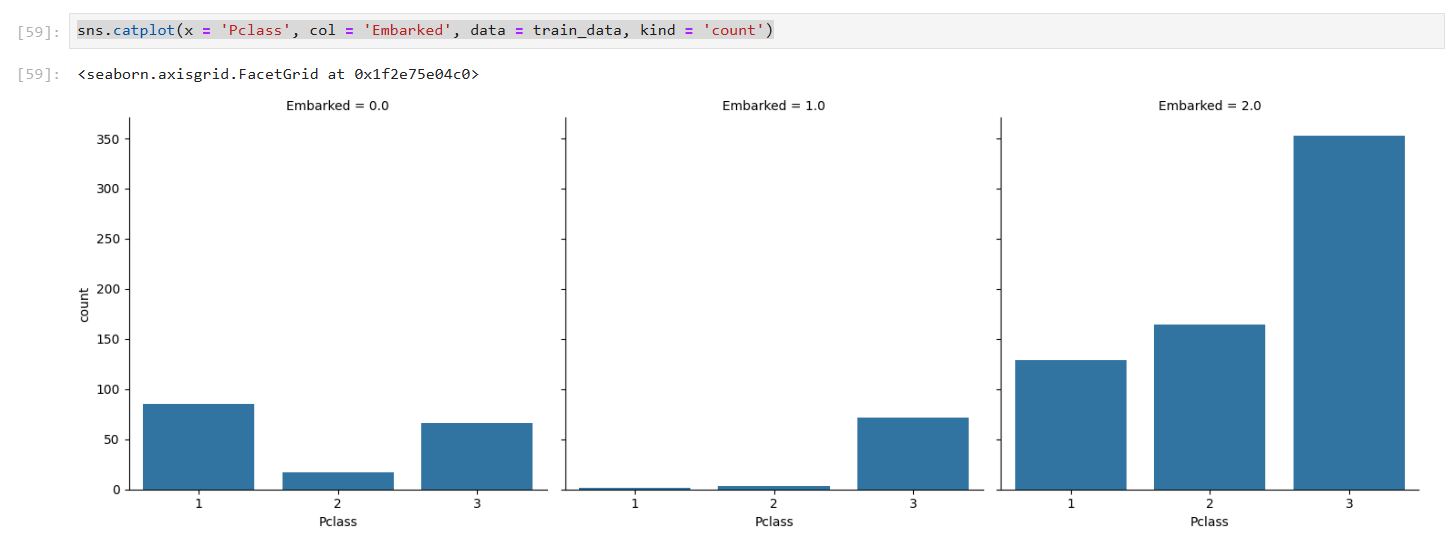 [59]: sns.catplot(x = 'Pclass', col = 'Embarked', data = train_data, kind = 'count')
[59]: <seaborn.axisgrid.FacetGrid at 0x1f2e75e04c0>
Embarked = 0.0
Embarked = 1.0
Embarked = 2.0
350
300
250
200
150
100
50
0
count
1 2 3
1 2 3
1 2 3
Pclass
Pclass
Pclass